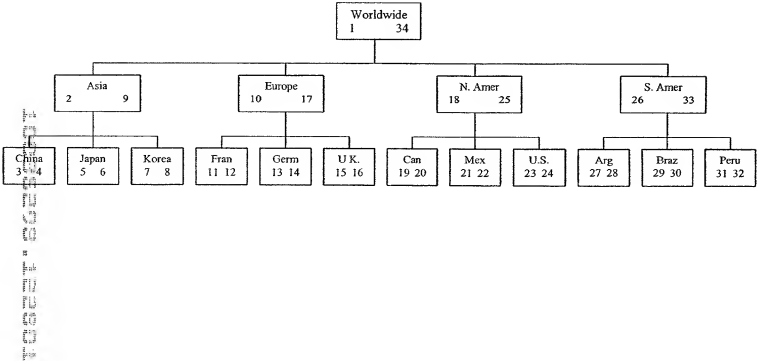 Worldwide
1 34
Asia
2 9
Europe
10 17
N. Amer
18 25
S. Amer
26 33
China
3 4
Japan
5 6
Korea
7 8
Fran
11 12
Germ
13 14
U K.
15 16
Can
19 20
Mex
21 22
U.S.
23 24
Arg
27 28
Braz
29 30
Peru
31 32